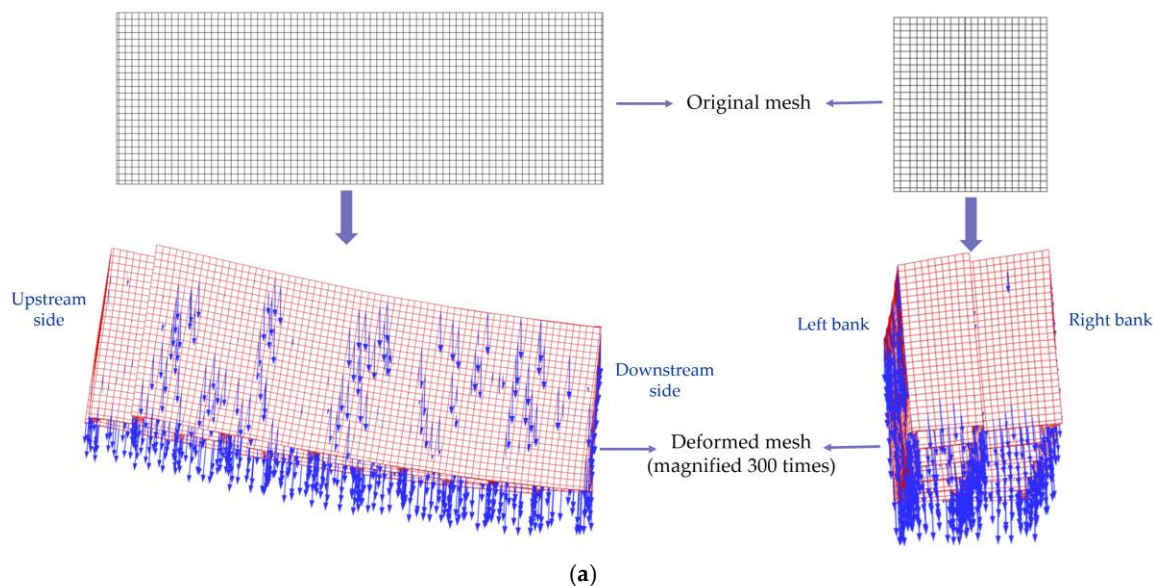 Original mesh
Upstream
side
Left bank
Right bank
Downstream
side
Deformed mesh
(magnified 300 times)
(a)